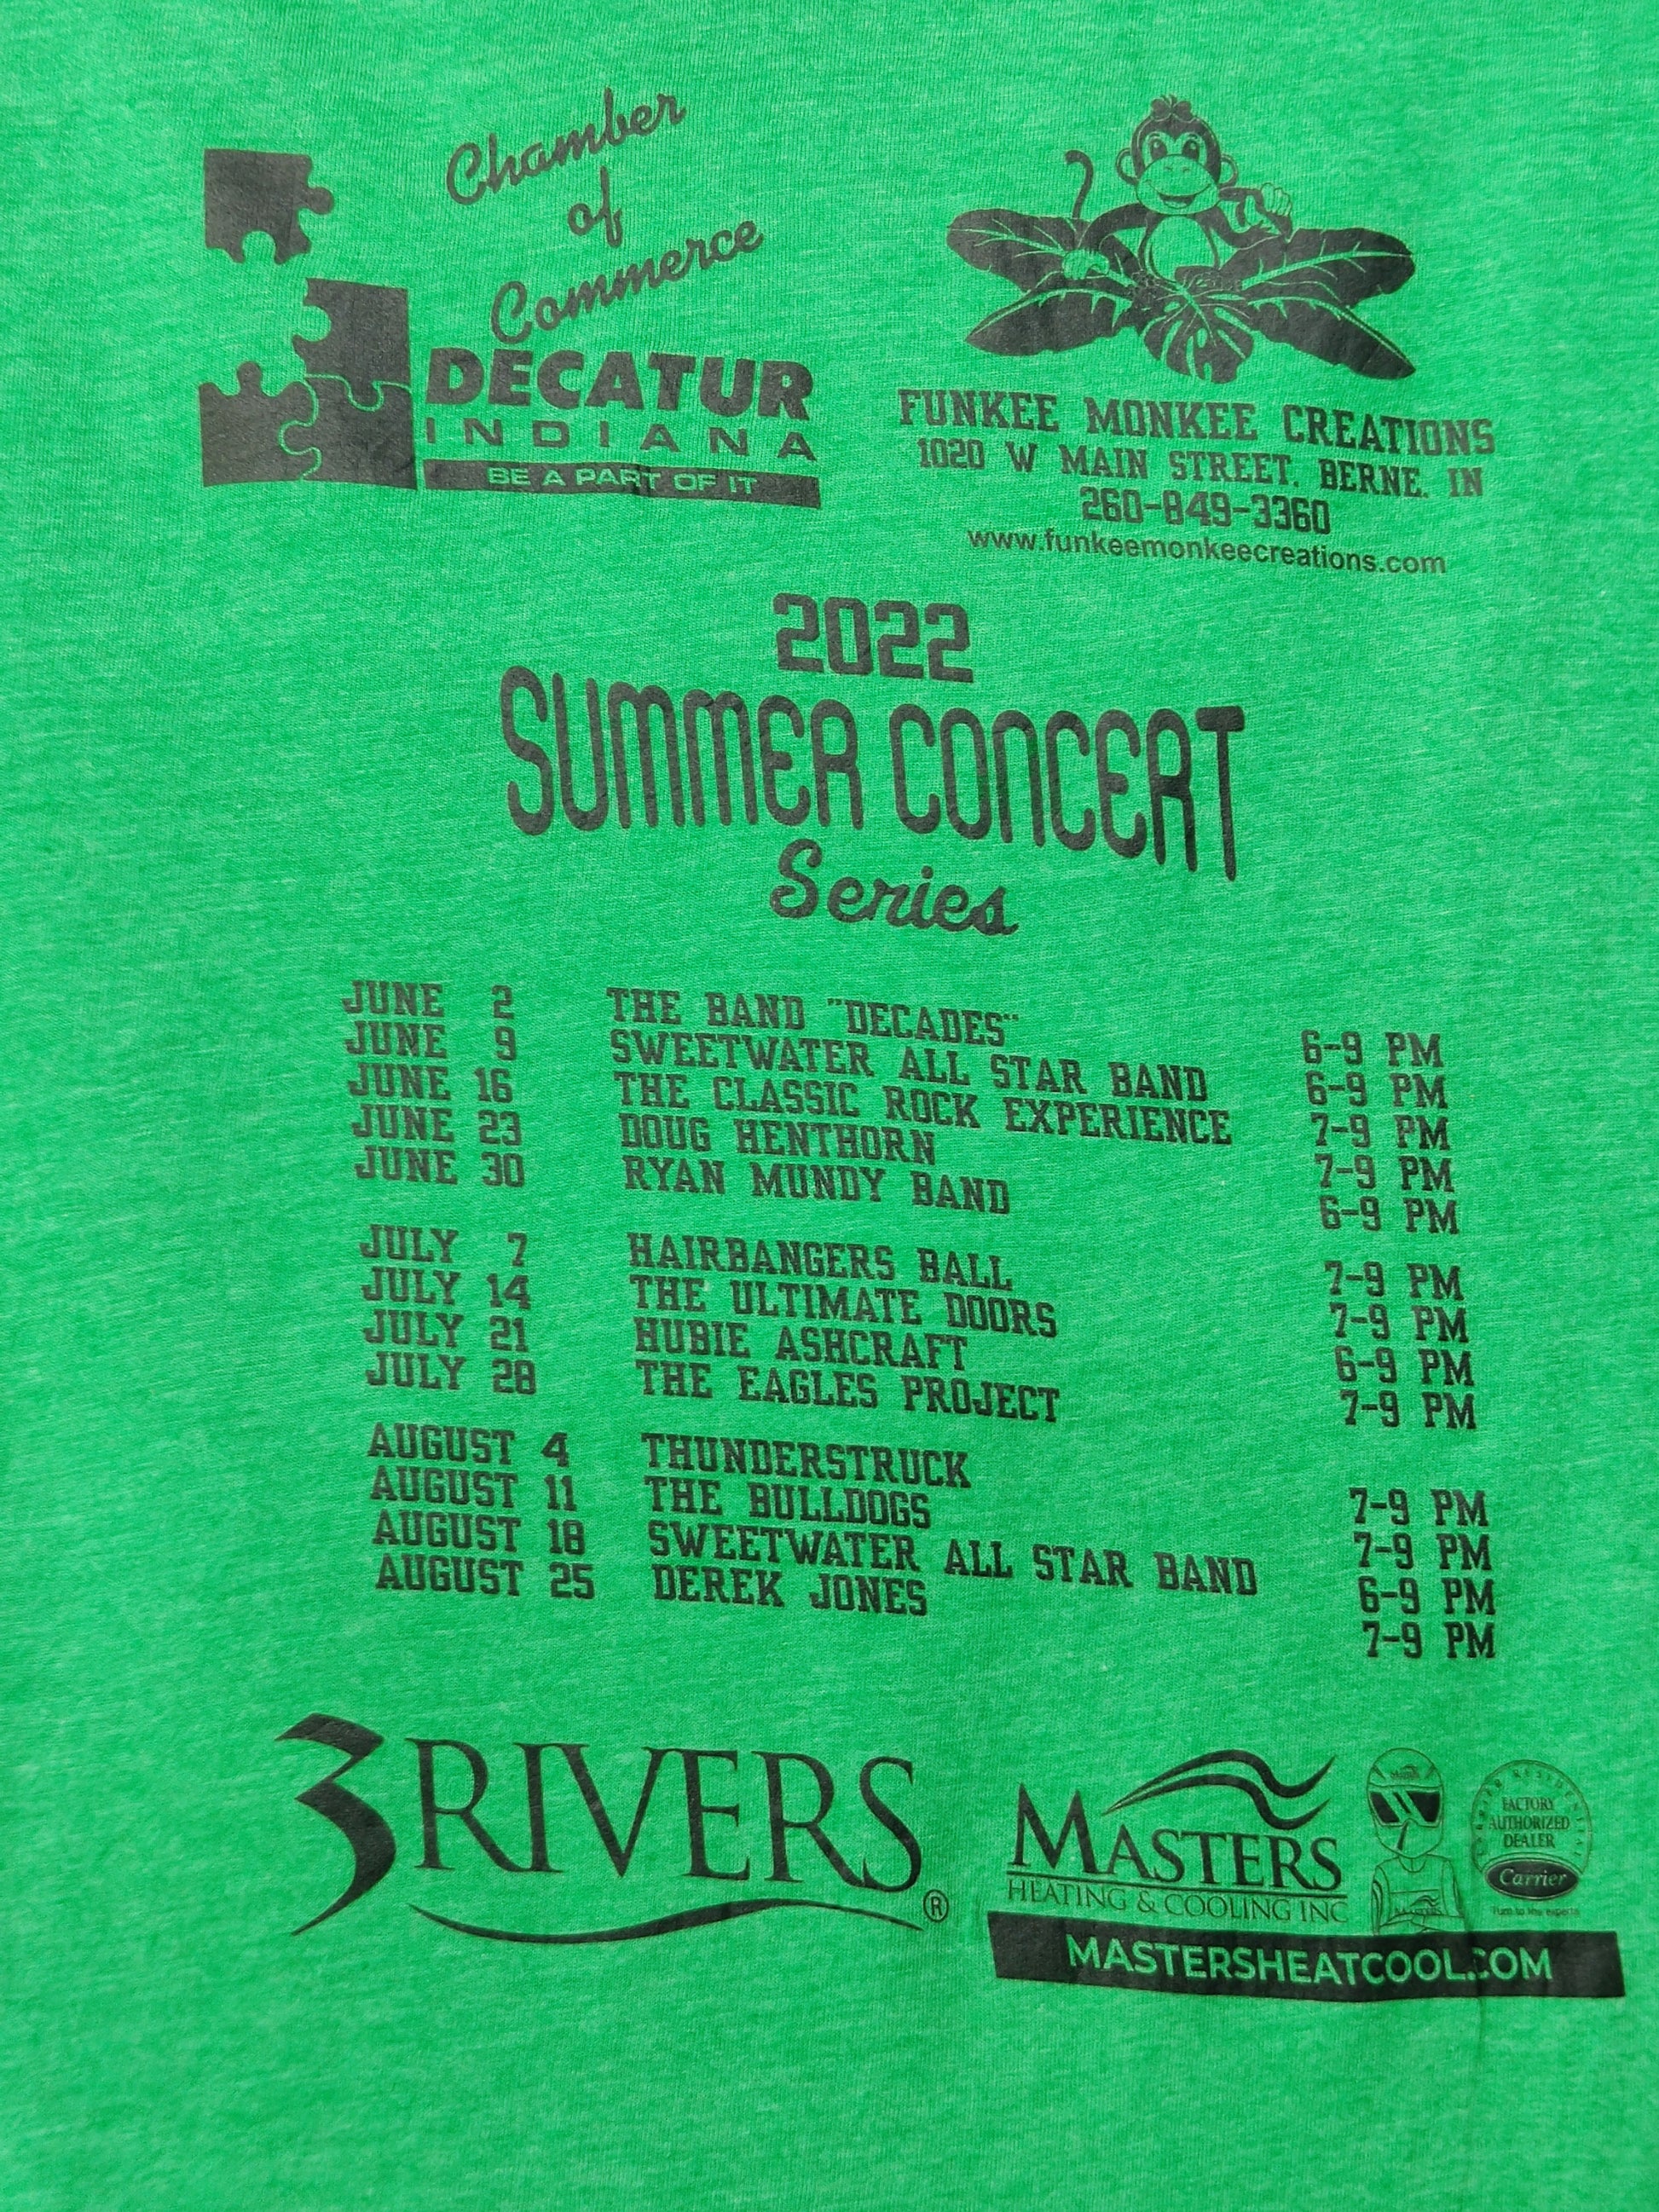 Chamber
of
Commerce
DECATUR
INDIANA
BE A PART OF IT
FUNKEE MONKEE CREATIONS
1020 W MAIN STREET. BERNE. IN
260-849-3360
www.funkeemonkeecreations.com
2022
SUMMER CONCERT
Series
JUNE 2 THE BAND "DECADES" 6-9 PM
JUNE 9 SWEETWATER ALL STAR BAND 6-9 PM
JUNE 16 THE CLASSIC ROCK EXPERIENCE 7-9 PM
JUNE 23 DOUG HENTHORN 7-9 PM
JUNE 30 RYAN MUNDY BAND 6-9 PM
JULY 7 HAIRBANGERS BALL 7-9 PM
JULY 14 THE ULTIMATE DOORS 7-9 PM
JULY 21 HUBIE ASHCRAFT 6-9 PM
JULY 28 THE EAGLES PROJECT 7-9 PM
AUGUST 4 THUNDERSTRUCK 7-9 PM
AUGUST 11 THE BULLDOGS 7-9 PM
AUGUST 18 SWEETWATER ALL STAR BAND 6-9 PM
AUGUST 25 DEREK JONES 7-9 PM
3RIVERS®
MASTERS
HEATING & COOLING INC
FACTORY
AUTHORIZED
DEALER
Carrier
Turn to the experts
MASTERSHEATCOOL.COM